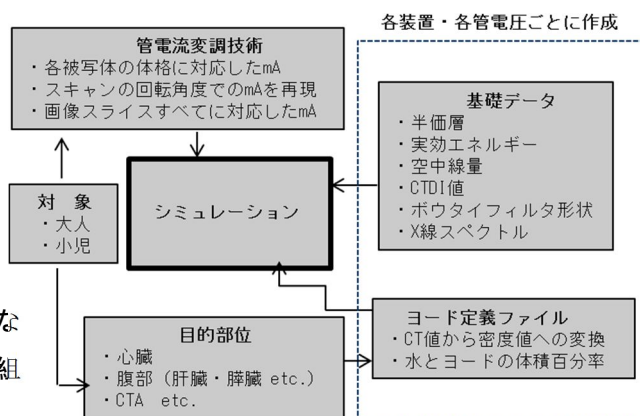 各装置・各管電圧ごとに作成
管電流変調技術
・各被写体の体格に対応したmA
・スキャンの回転角度でのmAを再現
・画像スライスすべてに対応したmA
基礎データ
・半価層
・実効エネルギー
・空中線量
・CTDI値
・ボウタイフィルタ形状
・X線スペクトル
対 象
・大人
・小児
シミュレーション
な
組
目的部位
・心臓
・腹部 (肝臓・膵臓 etc.)
・CTA etc.
ヨード定義ファイル
・CT値から密度値への変換
・水とヨードの体積百分率